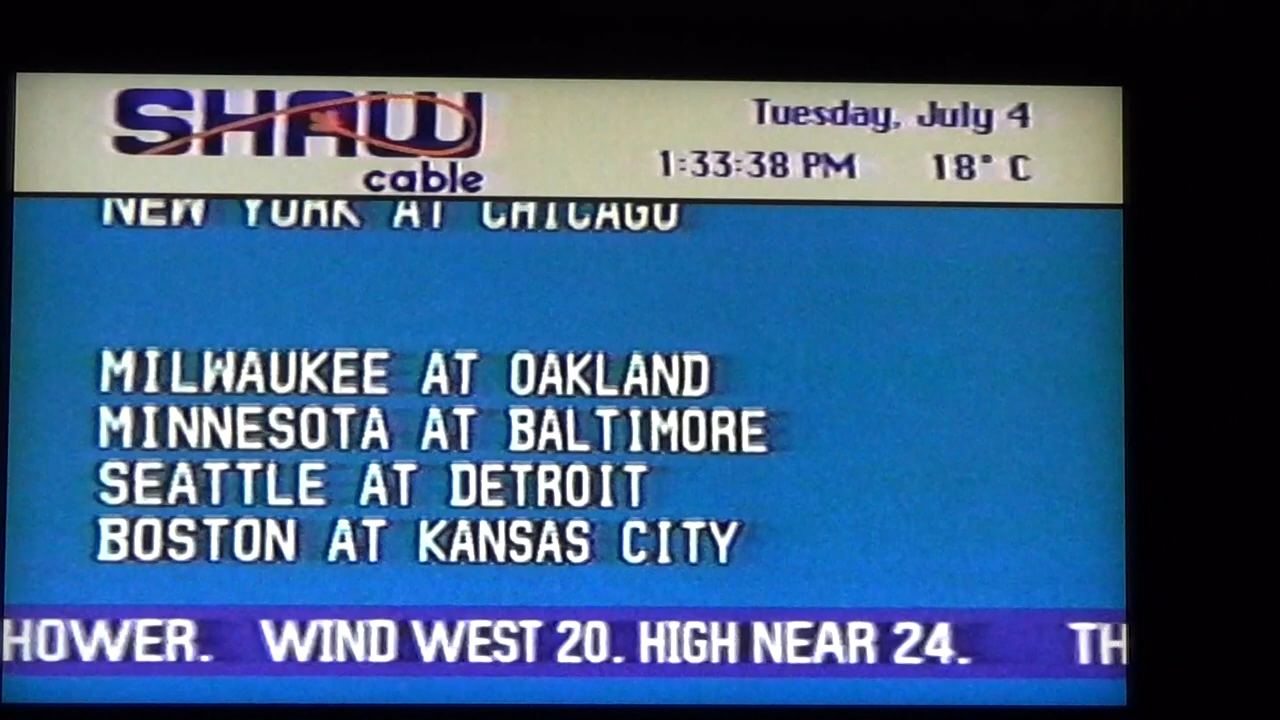 SHAW
cable
Tuesday, July 4
1:33:38 PM 18° C
NEW YORK AT CHICAGO
MILWAUKEE AT OAKLAND
MINNESOTA AT BALTIMORE
SEATTLE AT DETROIT
BOSTON AT KANSAS CITY
HOWER. WIND WEST 20. HIGH NEAR 24. TH